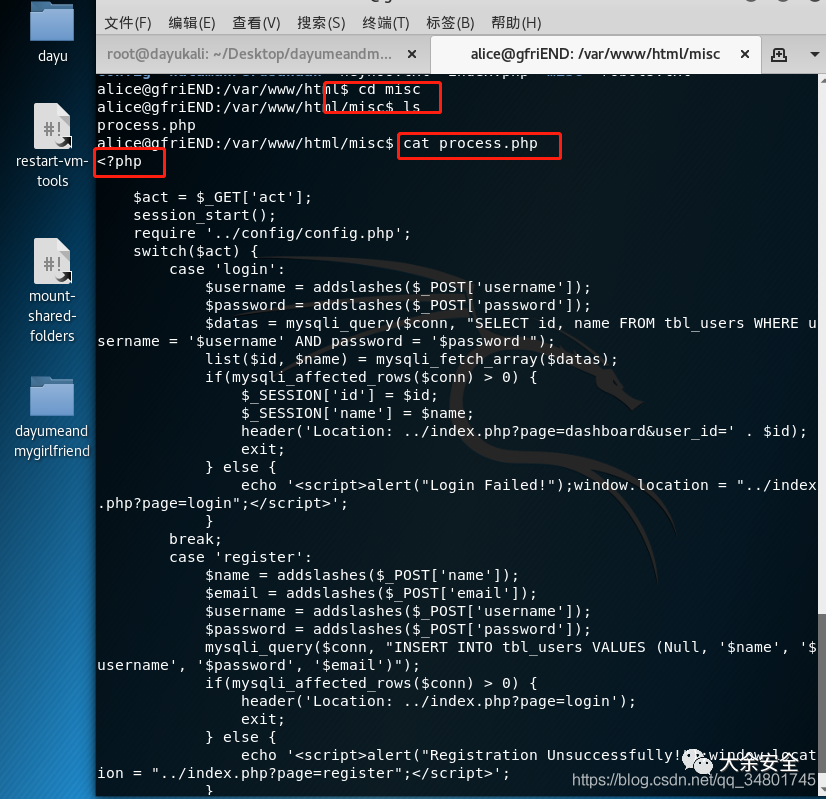 文件(F) 编辑(E) 查看(V) 搜索(S) 终端(T) 标签(B) 帮助(H)
root@dayukali: ~/Desktop/dayumeandm... ×
alice@gfriEND: /var/www/html/misc ×
alice@gfriEND:/var/www/html$ cd misc
alice@gfriEND:/var/www/html/misc$ ls
process.php
alice@gfriEND:/var/www/html/misc$ cat process.php
<?php
$act = $_GET['act'];
session_start();
require '../config/config.php';
switch($act) {
case 'login':
$username = addslashes($_POST['username']);
$password = addslashes($_POST['password']);
$datas = mysqli_query($conn, "SELECT id, name FROM tbl_users WHERE u
sername = '$username' AND password = '$password'");
list($id, $name) = mysqli_fetch_array($datas);
if(mysqli_affected_rows($conn) > 0) {
$_SESSION['id'] = $id;
$_SESSION['name'] = $name;
header('Location: ../index.php?page=dashboard&user_id=' . $id);
exit;
} else {
echo '<script>alert("Login Failed!");window.location = "../index
.php?page=login";</script>';
}
break;
case 'register':
$name = addslashes($_POST['name']);
$email = addslashes($_POST['email']);
$username = addslashes($_POST['username']);
$password = addslashes($_POST['password']);
mysqli_query($conn, "INSERT INTO tbl_users VALUES (Null, '$name', '$
username', '$password', '$email')");
if(mysqli_affected_rows($conn) > 0) {
header('Location: ../index.php?page=login');
exit;
} else {
echo '<script>alert("Registration Unsuccessfully!");window.locat
ion = "../index.php?page=register";</script>';
}
dayu
#!
restart-vm-
tools
#!
mount-
shared-
folders
dayumeand
mygirlfriend
大余安全
https://blog.csdn.net/qq_34801745